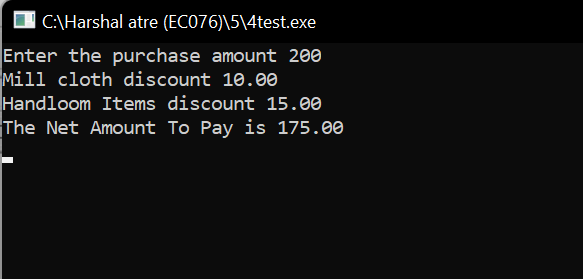 C:\Harshal atre (EC076)\5\4test.exe
Enter the purchase amount 200
Mill cloth discount 10.00
Handloom Items discount 15.00
The Net Amount To Pay is 175.00